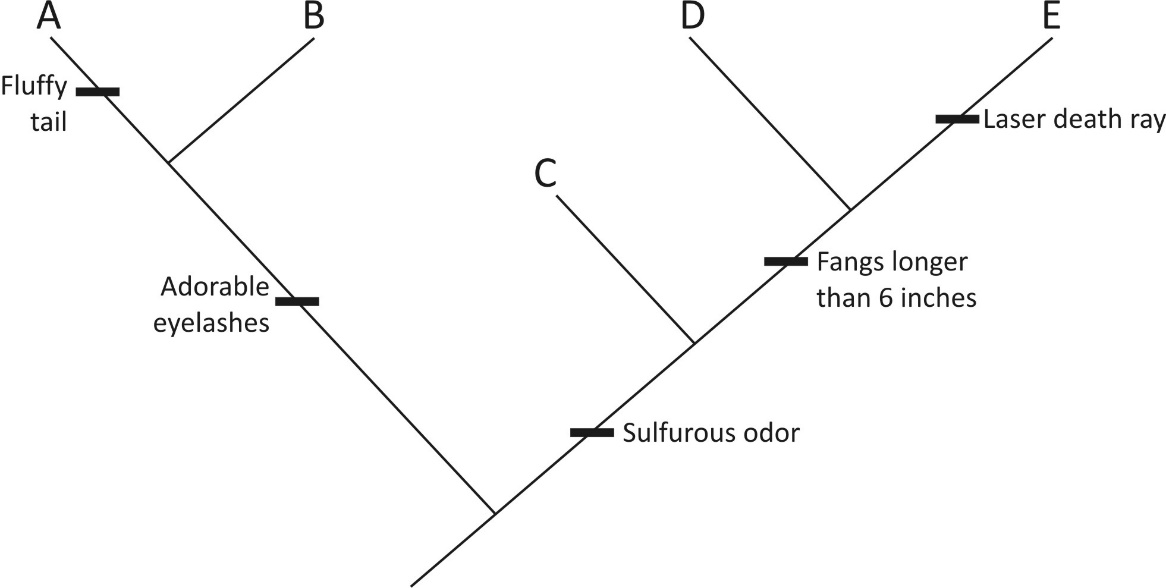 A
B
D
E
Fluffy
tail
Laser death ray
C
Fangs longer
than 6 inches
Adorable
eyelashes
Sulfurous odor